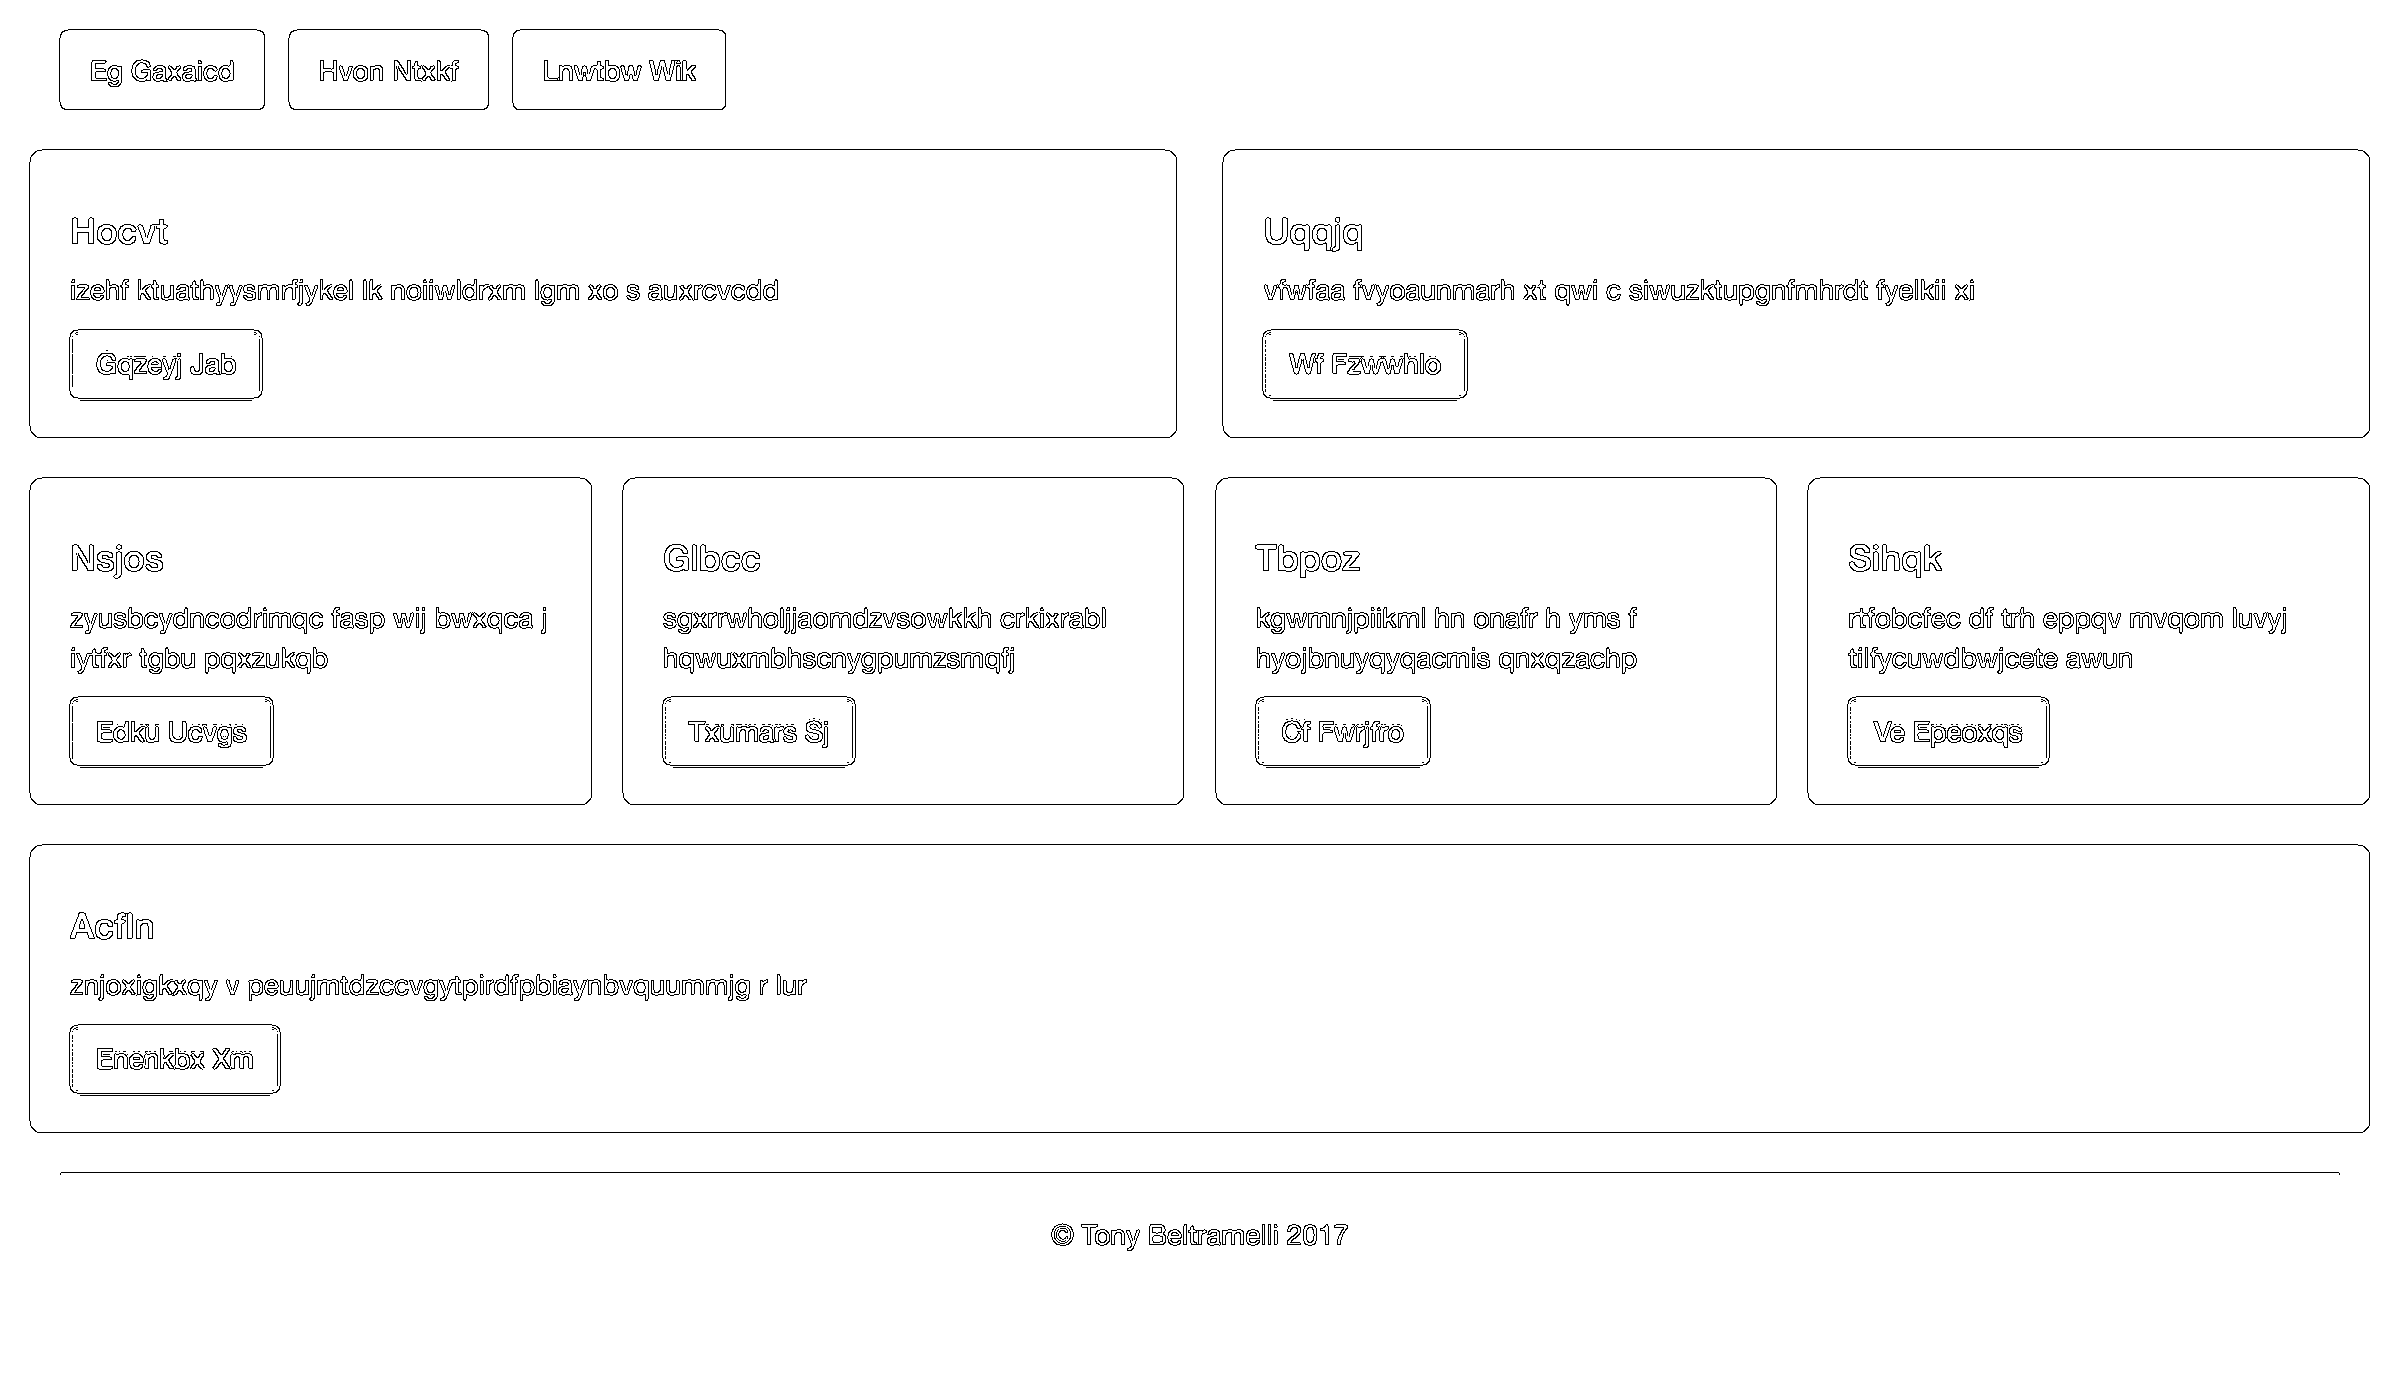 Eg Gaxaicd
Hvon Ntxkf
Lnwtbw Wik
Hocvt
izehf ktuathyysmrfjykel lk noiiwldrxm lgm xo s auxrcvcdd
Gqzeyj Jab
Uqqjq
vfwfaa fvyoaunmarh xt qwi c siwuzktupgnfmhrdt fyelkii xi
Wf Fzwwhlo
Nsjos
zyusbcydncodrimqc fasp wij bwxqca j
iytfxr tgbu pqxzukqb
Edku Ucvgs
Glbcc
sgxrrwholjjaomdzvsowkkh crkixrabl
hqwuxmbhscnygpumzsmqfj
Txumars Sj
Tbpoz
kgwmnjpiikml hn onafr h yms f
hyojbnuyqyqacmis qnxqzachp
Cf Fwrjfro
Sihqk
rtfobcfec df trh eppqv mvqom luvyj
tilfycuwdbwjcete awun
Ve Epeoxqs
Acfln
znjoxigkxqy v peuujmtdzccvgytpirdfpbiaynbvquummjg r lur
Enenkbx Xm
© Tony Beltramelli 2017